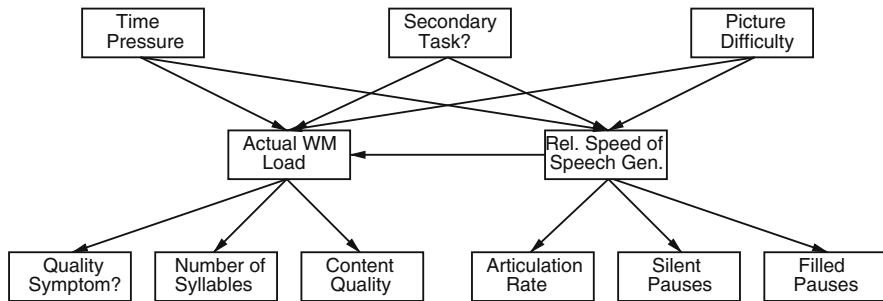 Time
Pressure
Secondary
Task?
Picture
Difficulty
Actual WM
Load
Rel. Speed of
Speech Gen.
Quality
Symptom?
Number of
Syllables
Content
Quality
Articulation
Rate
Silent
Pauses
Filled
Pauses